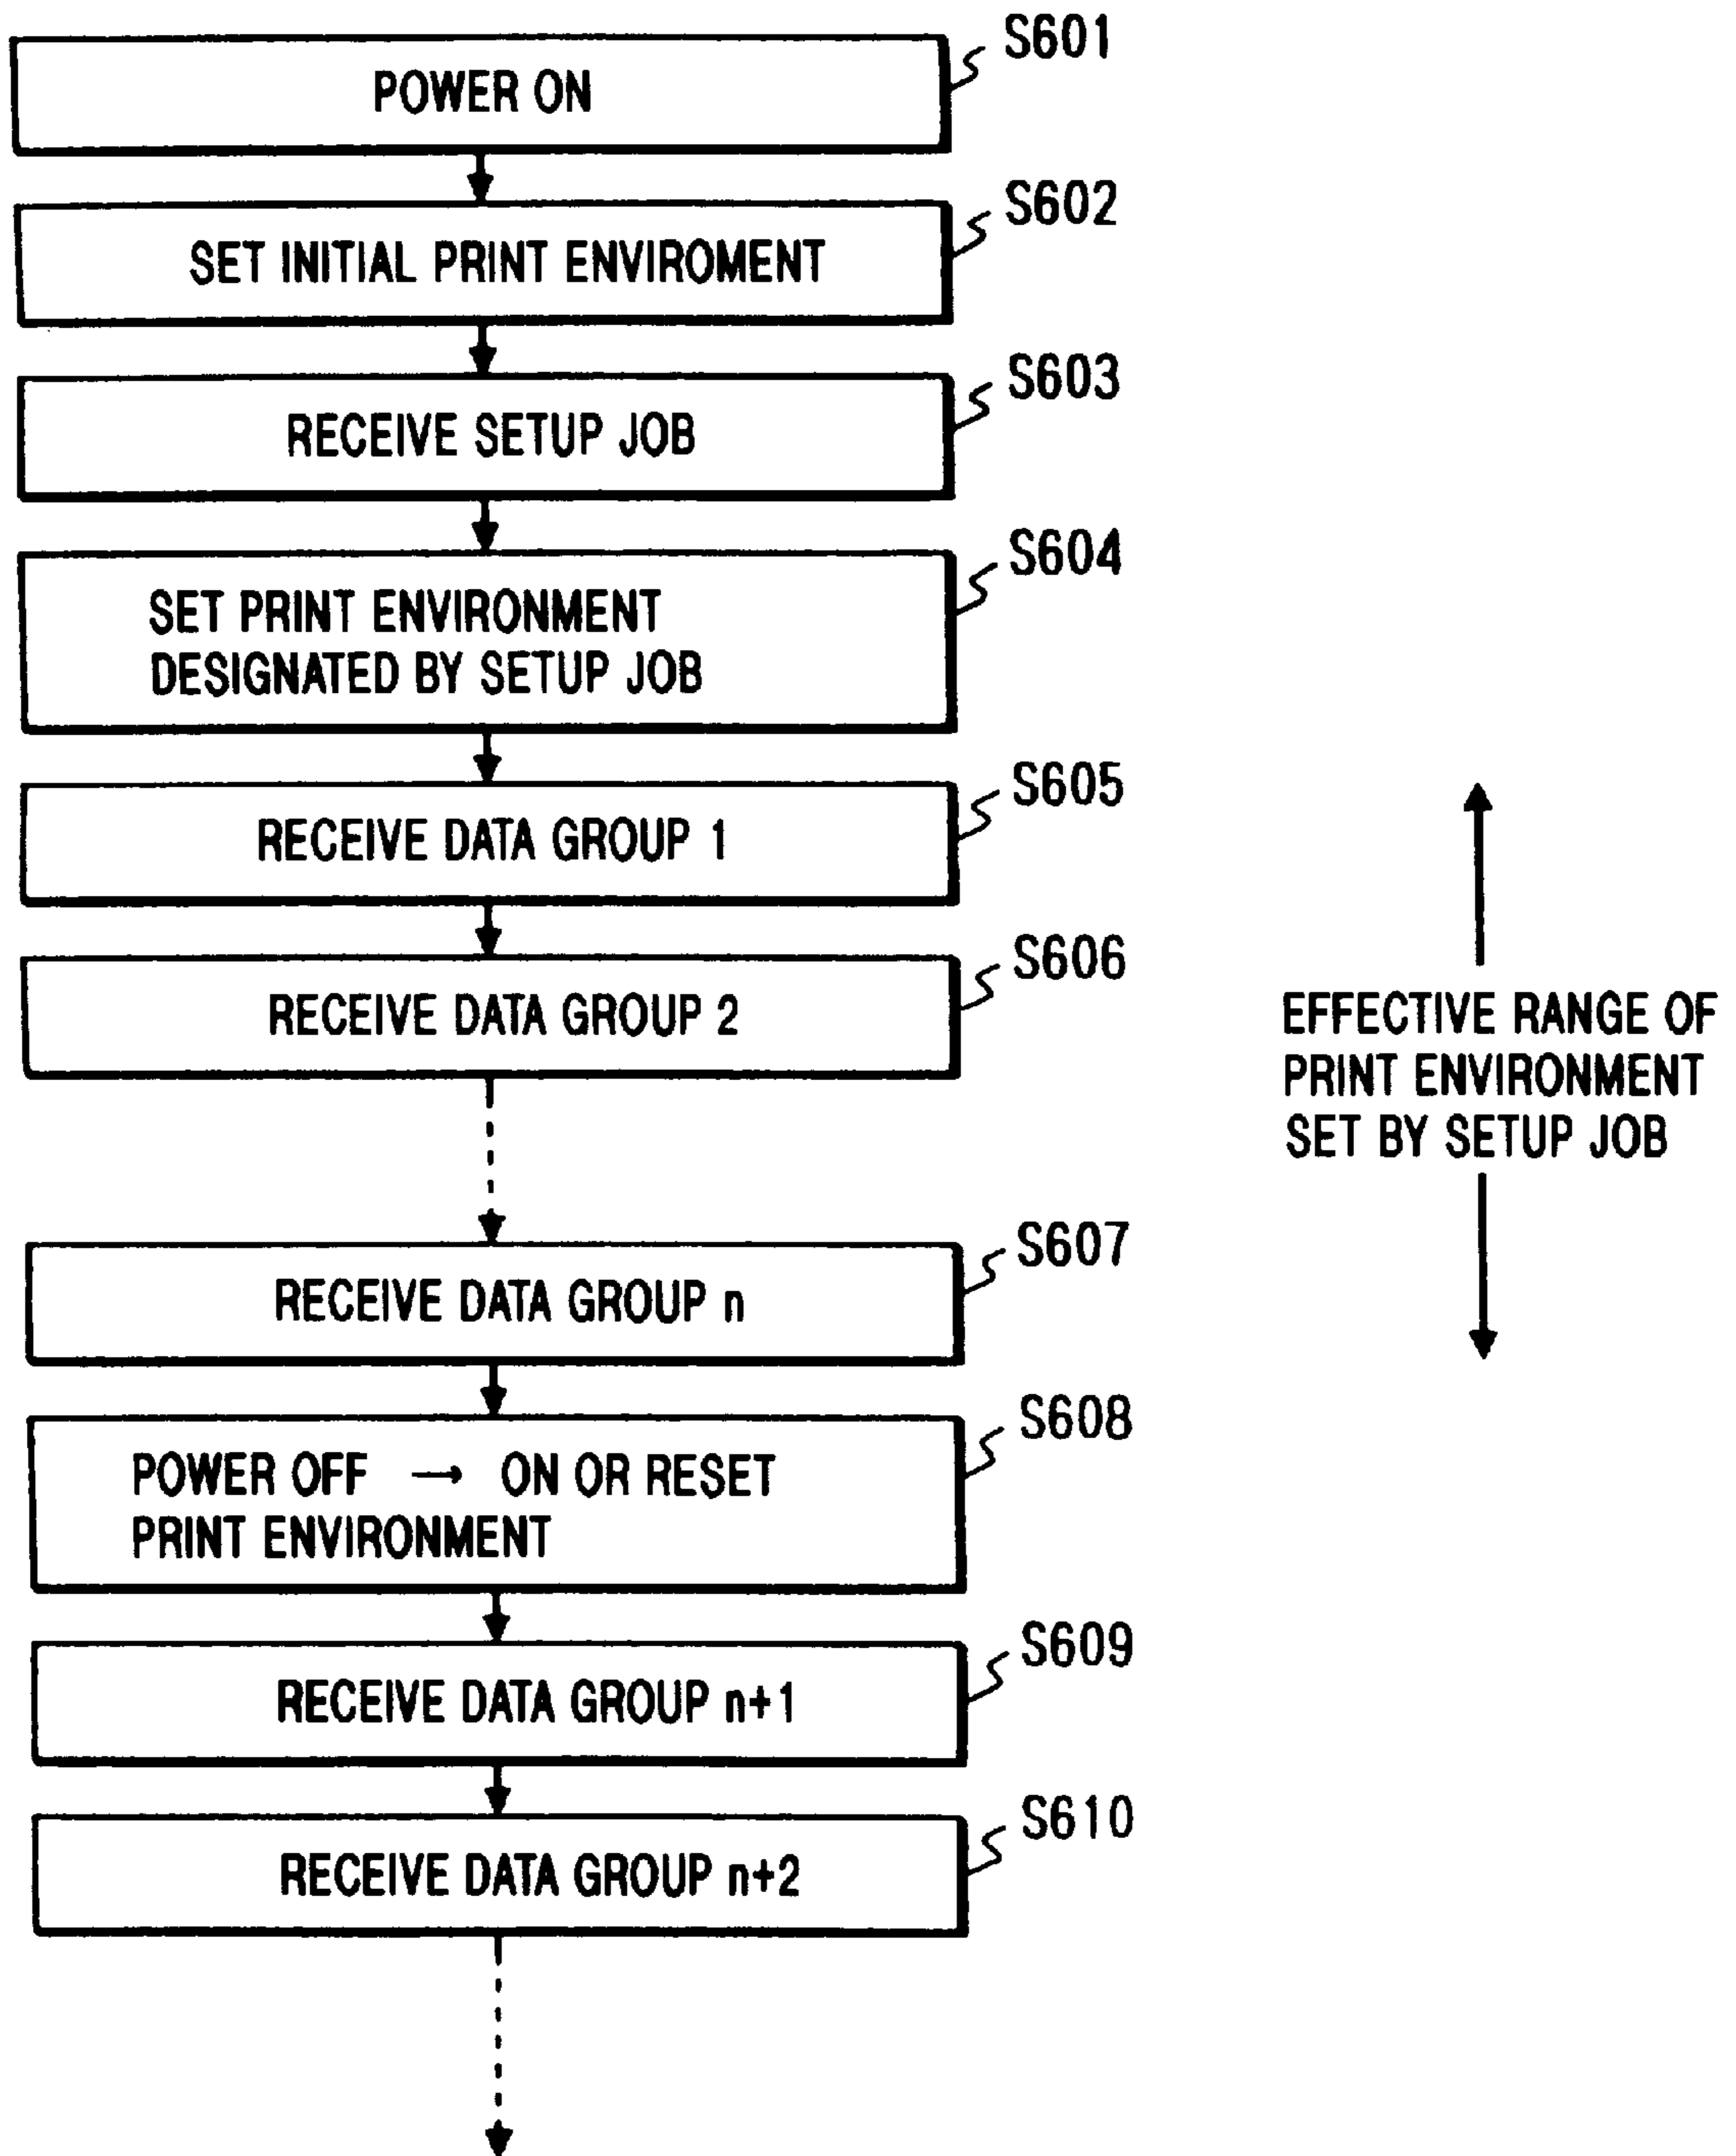 S601
POWER ON
S602
SET INITIAL PRINT ENVIROMENT
S603
RECEIVE SETUP JOB
S604
SET PRINT ENVIRONMENT
DESIGNATED BY SETUP JOB
S605
RECEIVE DATA GROUP 1
S606
RECEIVE DATA GROUP 2
EFFECTIVE RANGE OF
PRINT ENVIRONMENT
SET BY SETUP JOB
S607
RECEIVE DATA GROUP n
S608
POWER OFF → ON OR RESET
PRINT ENVIRONMENT
S609
RECEIVE DATA GROUP n+1
S610
RECEIVE DATA GROUP n+2